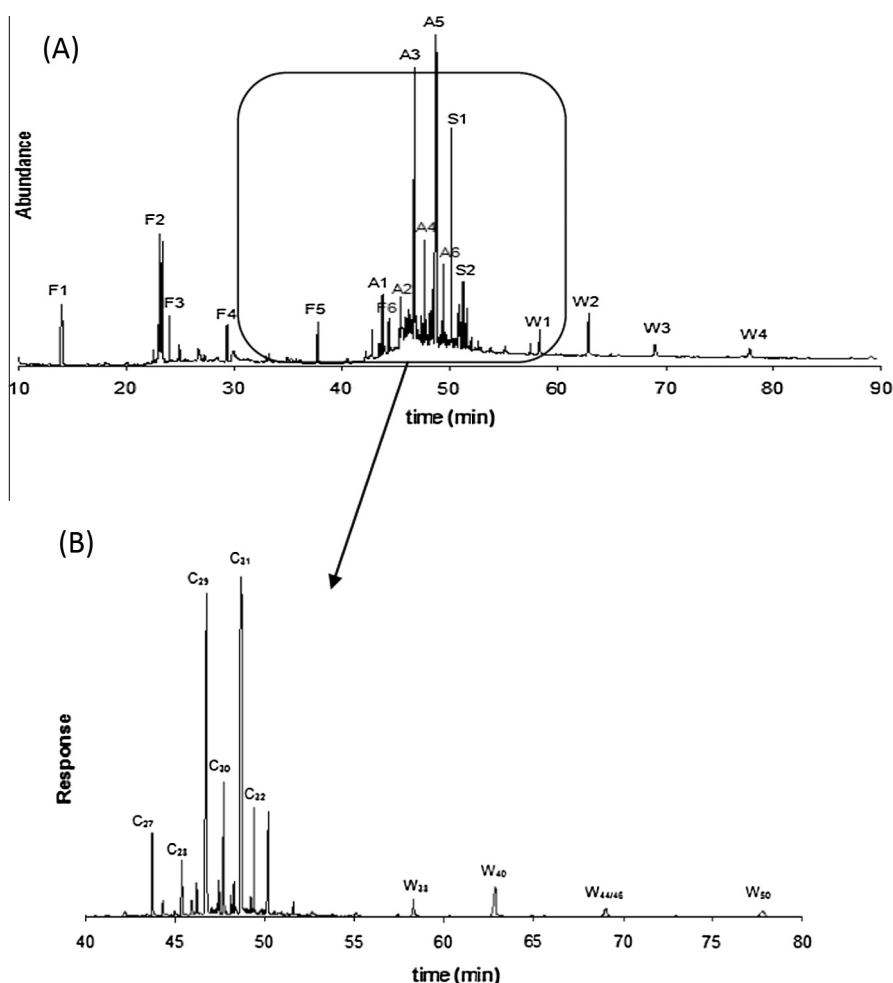 (A)
A5
A3
S1
F2
A4
A6
S2
F1
F3
F4
F5
A1
F6
A2
W1
W2
W3
W4
Abundance
10 20 30 40 50 60 70 80 90
time (min)
(B)
C₃₁
C₂₉
C₃₀
C₃₂
C₂₇
C₂₈
W₃₈
W₄₀
W₄₄/₄₆
W₅₀
Response
40 45 50 55 60 65 70 75 80
time (min)